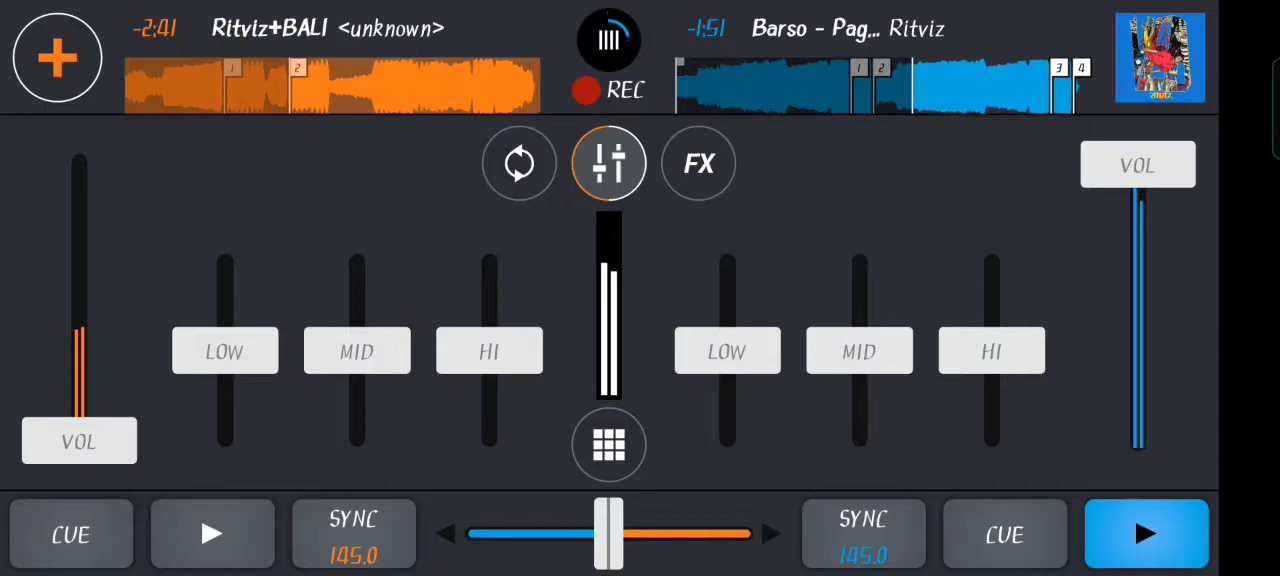 -2:41 Ritviz+BALI <unknown>
-1:51 Barso - Pag... Ritviz
1 2
REC
1 2 3 4
Ritviz
FX
VOL
LOW MID HI
LOW MID HI
VOL
CUE
SYNC
145.0
SYNC
145.0
CUE